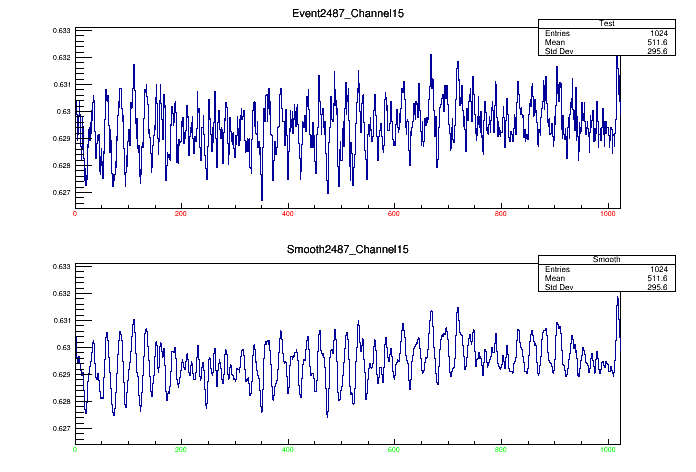 Event2487_Channel15
Test
Entries 1024
Mean 511.6
Std Dev 295.6
0.633
0.632
0.631
0.63
0.629
0.628
0.627
0 200 400 600 800 1000
Smooth2487_Channel15
Smooth
Entries 1024
Mean 511.6
Std Dev 295.6
0.633
0.632
0.631
0.63
0.629
0.628
0.627
0 200 400 600 800 1000